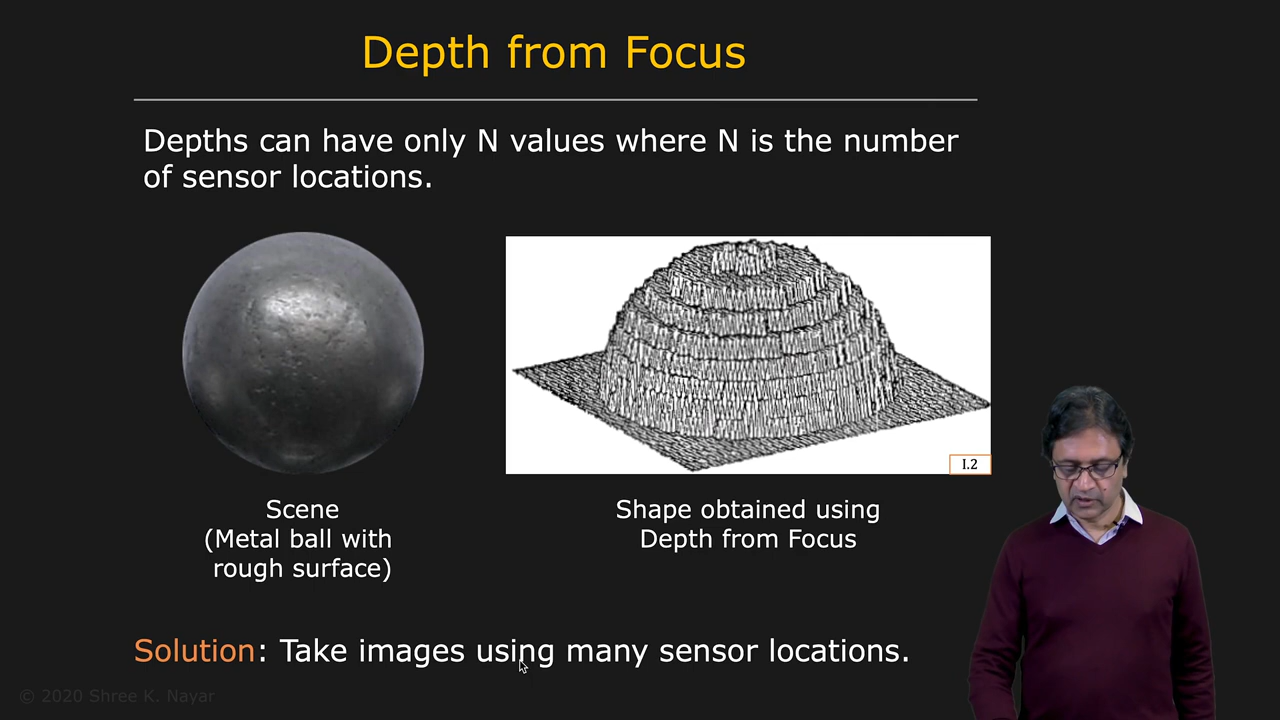 Depth from Focus
Depths can have only N values where N is the number
of sensor locations.
I.2
Scene
(Metal ball with
rough surface)
Shape obtained using
Depth from Focus
Solution: Take images using many sensor locations.
© 2020 Shree K. Nayar